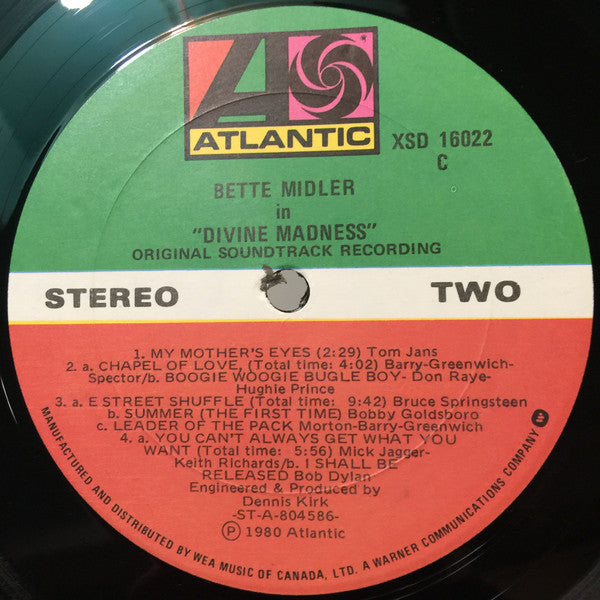 ATLANTIC
XSD 16022
C
BETTE MIDLER
in
"DIVINE MADNESS"
ORIGINAL SOUNDTRACK RECORDING
STEREO TWO
1. MY MOTHER'S EYES (2:29) Tom Jans
2. a. CHAPEL OF LOVE, (Total time: 4:02) Barry-Greenwich-
Spector/b. BOOGIE WOOGIE BUGLE BOY- Don Raye-
Hughie Prince
3. a. E STREET SHUFFLE (Total time: 9:42) Bruce Springsteen
b. SUMMER (THE FIRST TIME) Bobby Goldsboro
c. LEADER OF THE PACK Morton-Barry-Greenwich
4. a. YOU CAN'T ALWAYS GET WHAT YOU
WANT (Total time: 5:56) Mick Jagger-
Keith Richards/b. I SHALL BE
RELEASED Bob Dylan
Engineered & Produced by
Dennis Kirk
-ST-A-804586-
Ⓟ 1980 Atlantic
MANUFACTURED AND DISTRIBUTED BY WEA MUSIC OF CANADA, LTD. A WARNER COMMUNICATIONS COMPANY